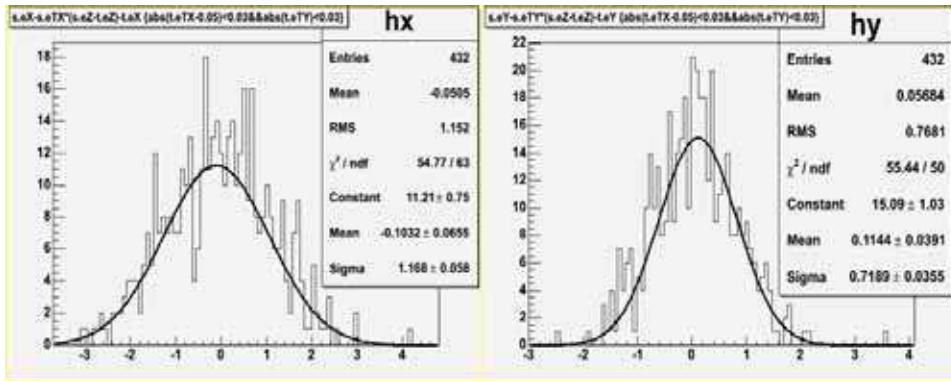 s.eX-s.eTX*(s.eZ-t.eZ)-t.eX {abs(t.eTX-0.05)<0.03&&abs(t.eTY)<0.03}
hx
Entries 432
Mean -0.0505
RMS 1.152
χ² / ndf 54.77 / 63
Constant 11.21 ± 0.75
Mean -0.1032 ± 0.0655
Sigma 1.168 ± 0.058
18
16
14
12
10
8
6
4
2
0
-3 -2 -1 0 1 2 3 4
s.eY-s.eTY*(s.eZ-t.eZ)-t.eY {abs(t.eTX-0.05)<0.03&&abs(t.eTY)<0.03}
hy
Entries 432
Mean 0.05684
RMS 0.7681
χ² / ndf 55.44 / 50
Constant 15.09 ± 1.03
Mean 0.1144 ± 0.0391
Sigma 0.7189 ± 0.0355
22
20
18
16
14
12
10
8
6
4
2
0
-3 -2 -1 0 1 2 3 4